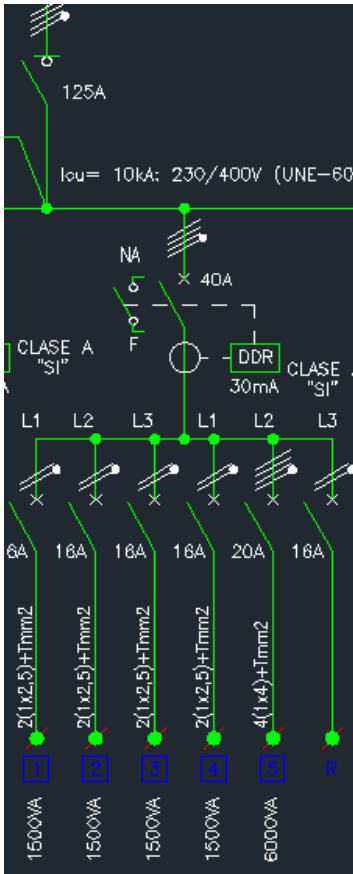 125A
Icu= 10kA: 230/400V (UNE-60
NA
40A
F
CLASE A
"SI"
DDR
30mA
CLASE
"SI"
L1 L2 L3 L1 L2 L3
6A 16A 16A 16A 20A 16A
2(1x2,5)+Tmm2
2(1x2,5)+Tmm2
2(1x2,5)+Tmm2
2(1x2,5)+Tmm2
4(1x4)+Tmm2
1 2 3 4 5 R
1500VA
1500VA
1500VA
1500VA
6000VA